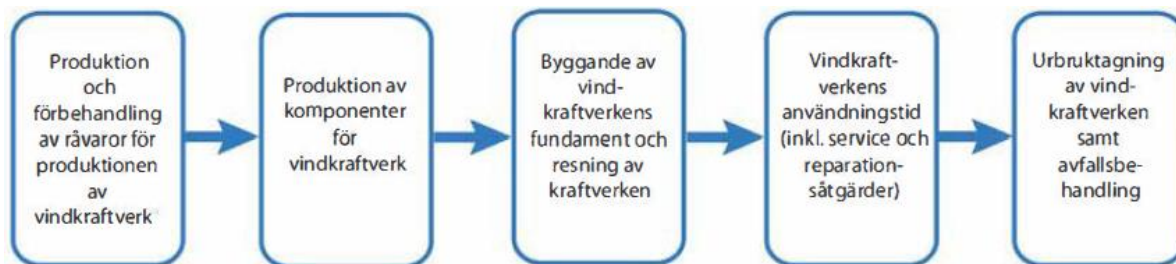 Produktion
och
förbehandling
av råvaror för
produktionen
av
vindkraftverk
Produktion av
komponenter
för
vindkraftverk
Byggande av
vind-
kraftverkens
fundament och
resning av
kraftverken
Vindkraft-
verkens
användningstid
(inkl. service och
reparation-
såtgärder)
Urbruktagning
av vind-
kraftverken
samt
avfallsbe-
handling